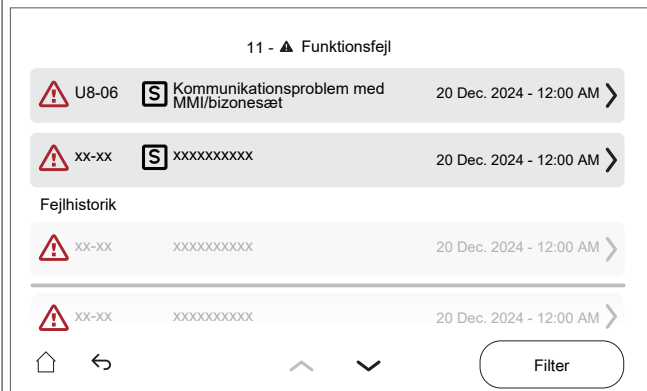 11 - Funktionsfejl
U8-06 S Kommunikationsproblem med
MMI/bizonesæt
20 Dec. 2024 - 12:00 AM
xx-xx S xxxxxxxxxx 20 Dec. 2024 - 12:00 AM
Fejlhistorik
xx-xx xxxxxxxxxx 20 Dec. 2024 - 12:00 AM
xx-xx xxxxxxxxxx 20 Dec. 2024 - 12:00 AM
Filter